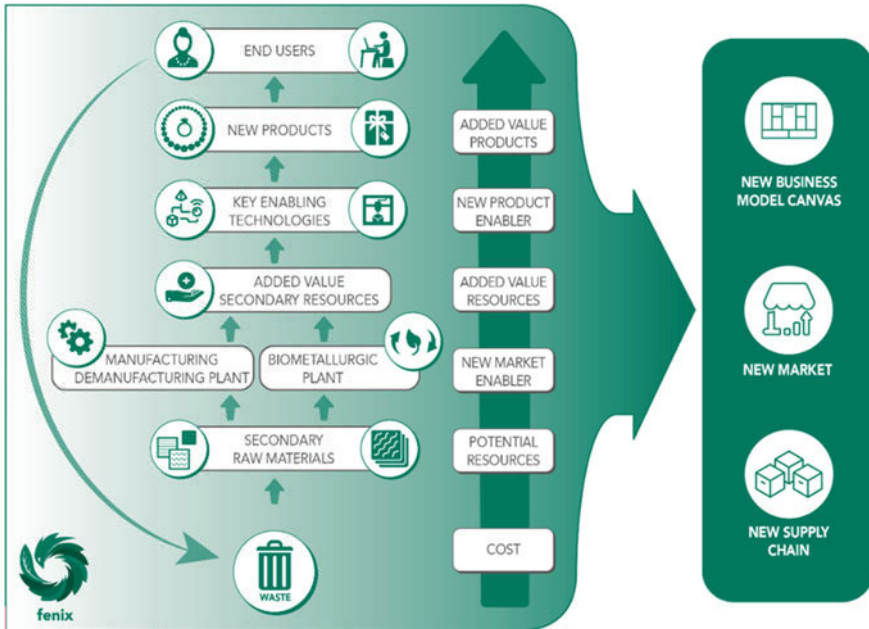 END USERS
NEW PRODUCTS
KEY ENABLING
TECHNOLOGIES
ADDED VALUE
SECONDARY RESOURCES
MANUFACTURING
DEMANUFACTURING PLANT
BIOMETALLURGIC
PLANT
SECONDARY
RAW MATERIALS
WASTE
fenix
ADDED VALUE
PRODUCTS
NEW PRODUCT
ENABLER
ADDED VALUE
RESOURCES
NEW MARKET
ENABLER
POTENTIAL
RESOURCES
COST
NEW BUSINESS
MODEL CANVAS
NEW MARKET
NEW SUPPLY
CHAIN